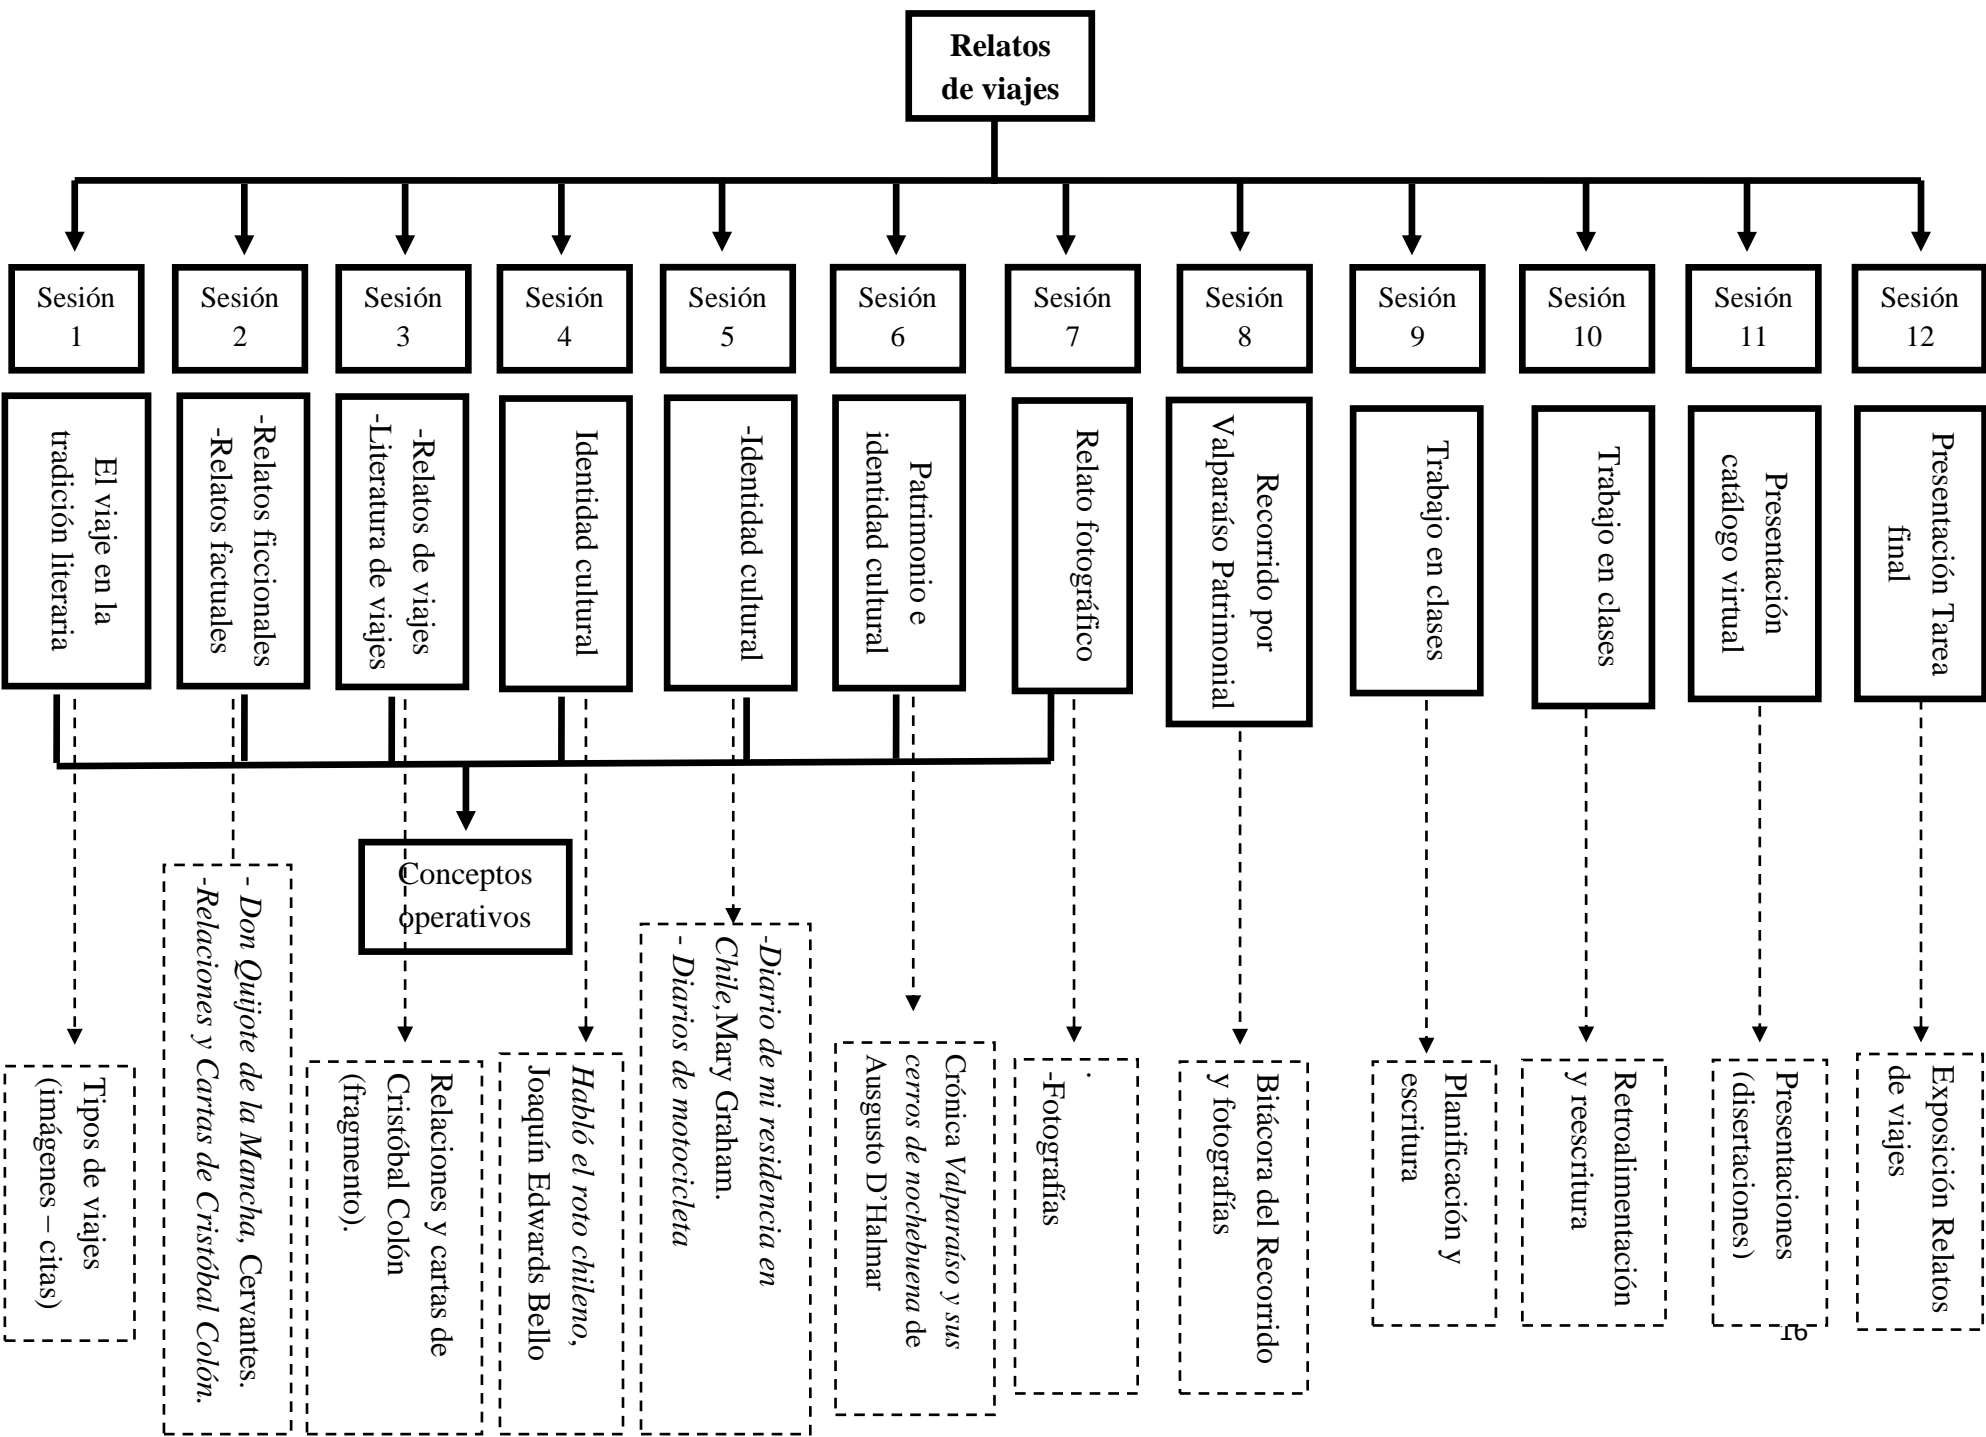 Relatos
de viajes
Sesión
1
Sesión
2
Sesión
3
Sesión
4
Sesión
5
Sesión
6
Sesión
7
Sesión
8
Sesión
9
Sesión
10
Sesión
11
Sesión
12
El viaje en la
tradición literaria
-Relatos ficcionales
-Relatos factuales
-Relatos de viajes
-Literatura de viajes
Identidad cultural
-Identidad cultural
Patrimonio e
identidad cultural
Relato fotográfico
Recorrido por
Valparaíso Patrimonial
Trabajo en clases
Trabajo en clases
Presentación
catálogo virtual
Presentación Tarea
final
Conceptos
operativos
Tipos de viajes
(imágenes – citas)
- Don Quijote de la Mancha, Cervantes.
-Relaciones y Cartas de Cristóbal Colón.
Relaciones y cartas de
Cristóbal Colón
(fragmento).
Habló el roto chileno,
Joaquín Edwards Bello
-Diario de mi residencia en
Chile,Mary Graham.
- Diarios de motocicleta
Crónica Valparaíso y sus
cerros de nochebuena de
Ausgusto D’Halmar
.
-Fotografías
Bitácora del Recorrido
y fotografías
Planificación y
escritura
Retroalimentación
y reescritura
Presentaciones
(disertaciones)
Exposición Relatos
de viajes